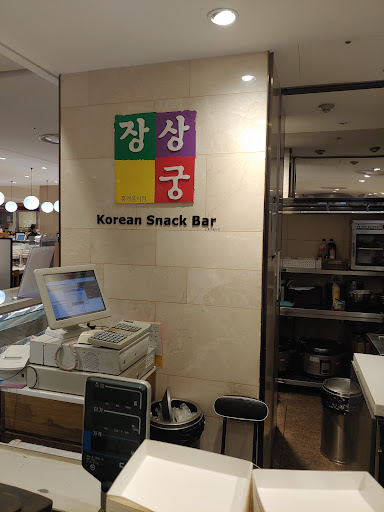 장상
궁
Korean Snack Bar